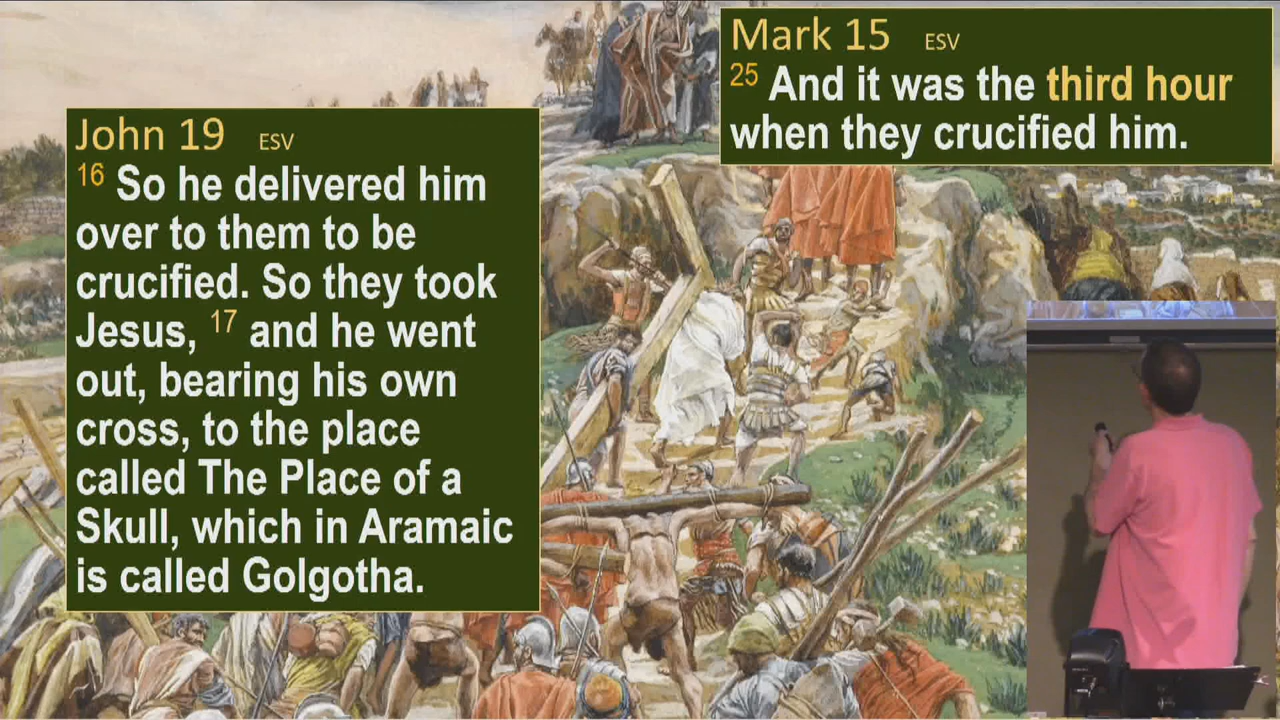 John 19 ESV
16 So he delivered him
over to them to be
crucified. So they took
Jesus, 17 and he went
out, bearing his own
cross, to the place
called The Place of a
Skull, which in Aramaic
is called Golgotha.
Mark 15 ESV
25 And it was the third hour
when they crucified him.